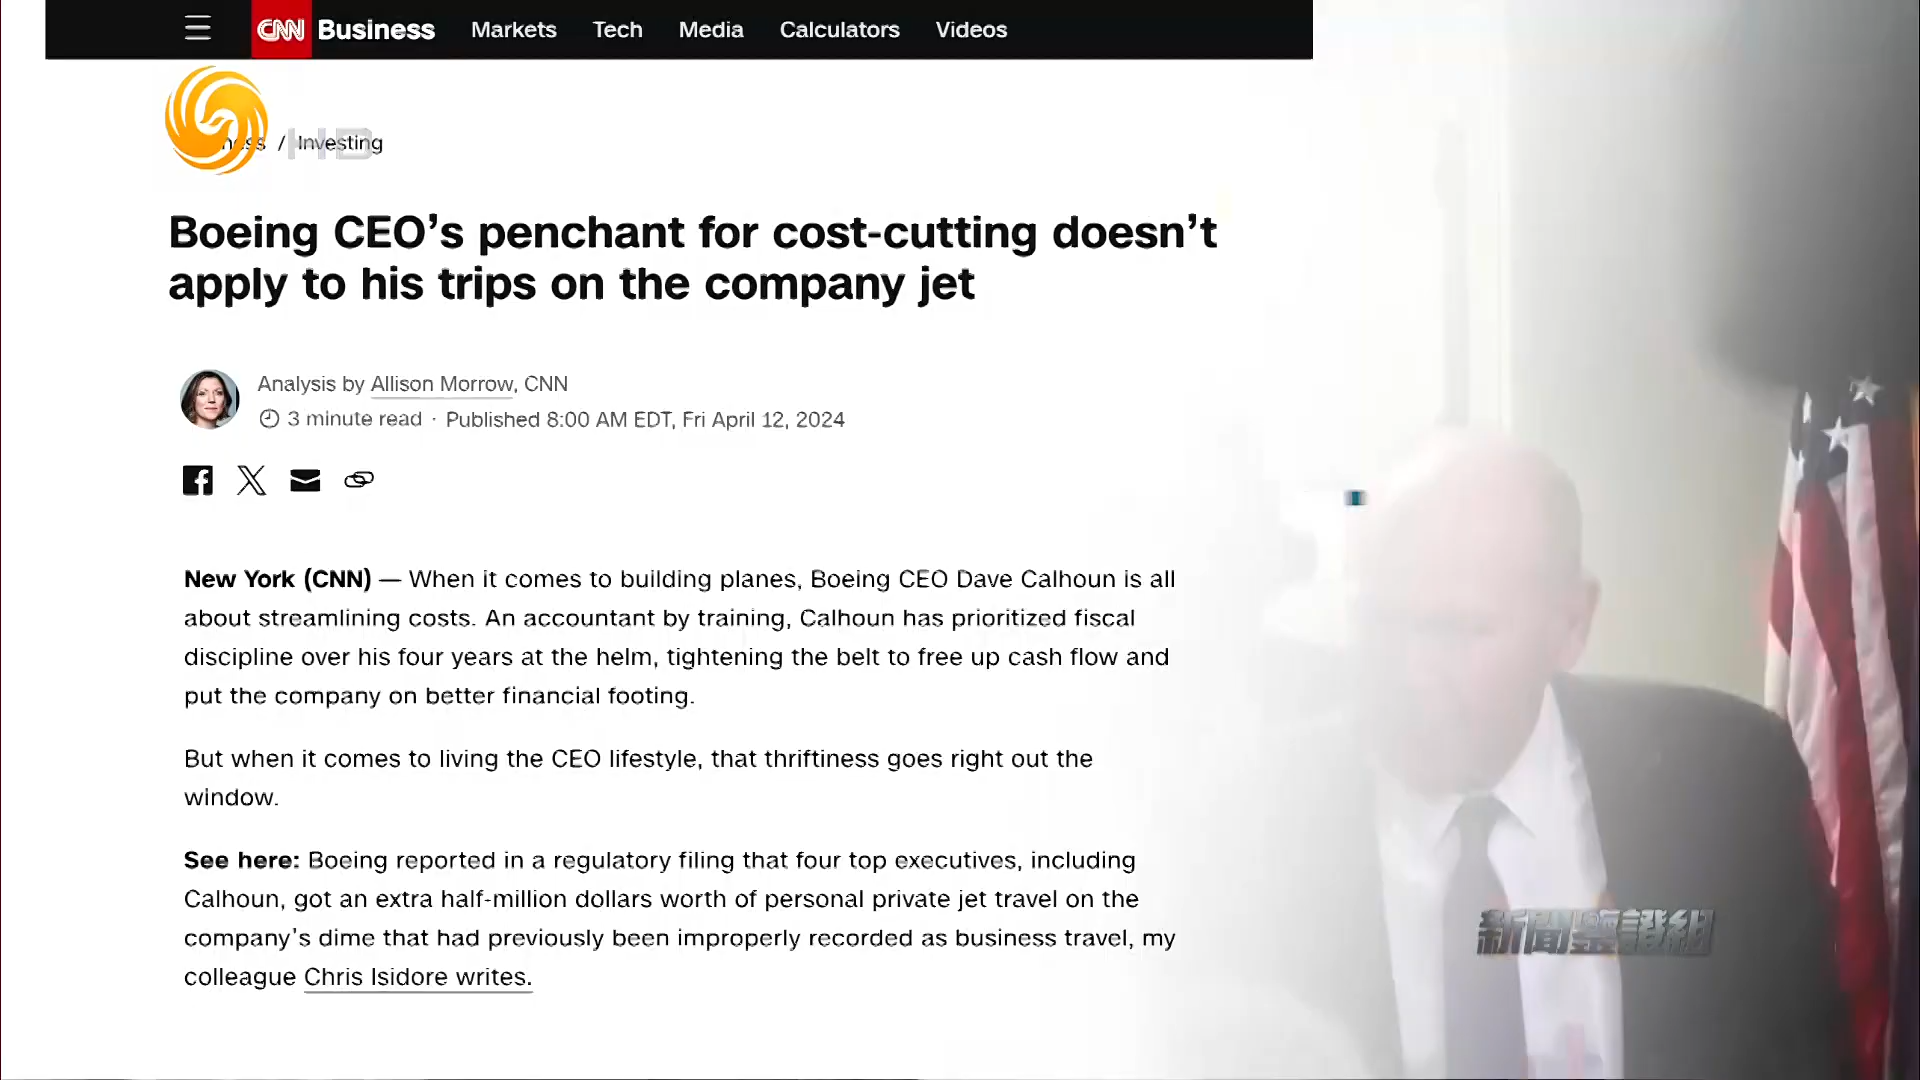 CNN Business Markets Tech Media Calculators Videos
HD
/ Investing
Boeing CEO’s penchant for cost-cutting doesn’t
apply to his trips on the company jet
Analysis by Allison Morrow, CNN
3 minute read · Published 8:00 AM EDT, Fri April 12, 2024
New York (CNN) — When it comes to building planes, Boeing CEO Dave Calhoun is all
about streamlining costs. An accountant by training, Calhoun has prioritized fiscal
discipline over his four years at the helm, tightening the belt to free up cash flow and
put the company on better financial footing.
But when it comes to living the CEO lifestyle, that thriftiness goes right out the
window.
See here: Boeing reported in a regulatory filing that four top executives, including
Calhoun, got an extra half-million dollars worth of personal private jet travel on the
company’s dime that had previously been improperly recorded as business travel, my
colleague Chris Isidore writes.
新聞鑒證組